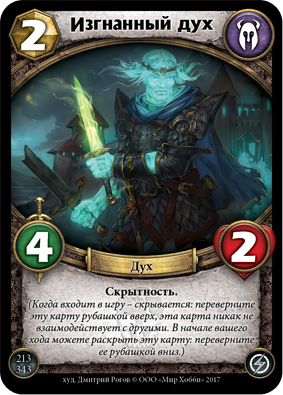 2
Изгнанный дух
4
Дух
2
Скрытность.
(Когда входит в игру – скрывается: переверните
эту карту рубашкой вверх, эта карта никак не
взаимодействует с другими. В начале вашего
хода можете раскрыть эту карту: переверните
ее рубашкой вниз.)
213
343
худ. Дмитрий Рогов © ООО «Мир Хобби» 2017